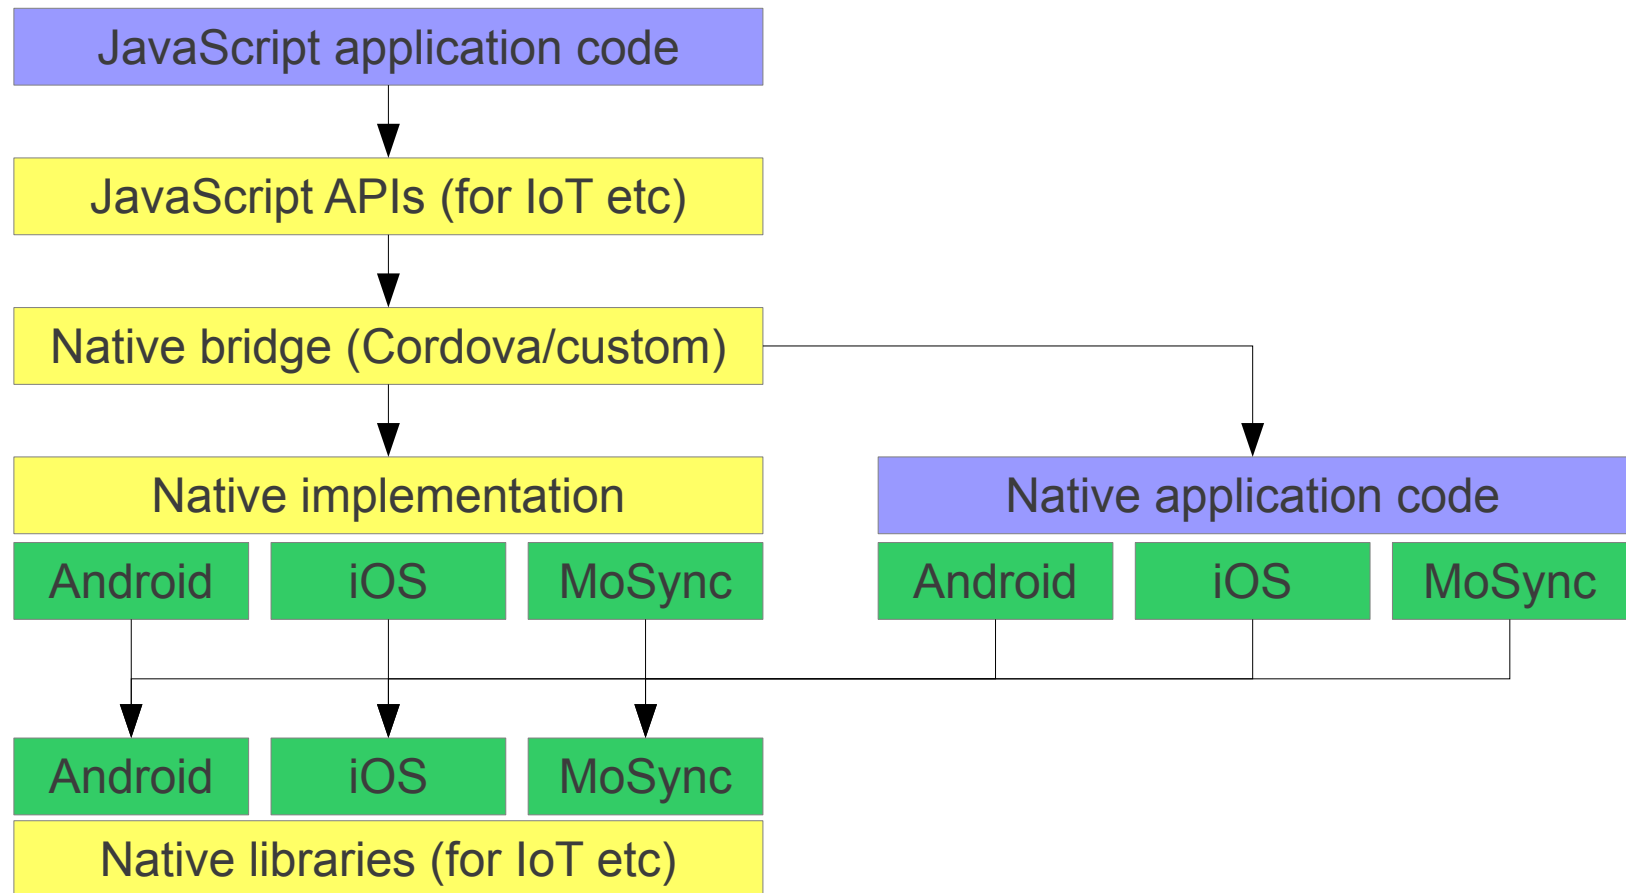 JavaScript application code
JavaScript APIs (for IoT etc)
Native bridge (Cordova/custom)
Native implementation
Native application code
Android
iOS
MoSync
Android
iOS
MoSync
Android
iOS
MoSync
Native libraries (for IoT etc)